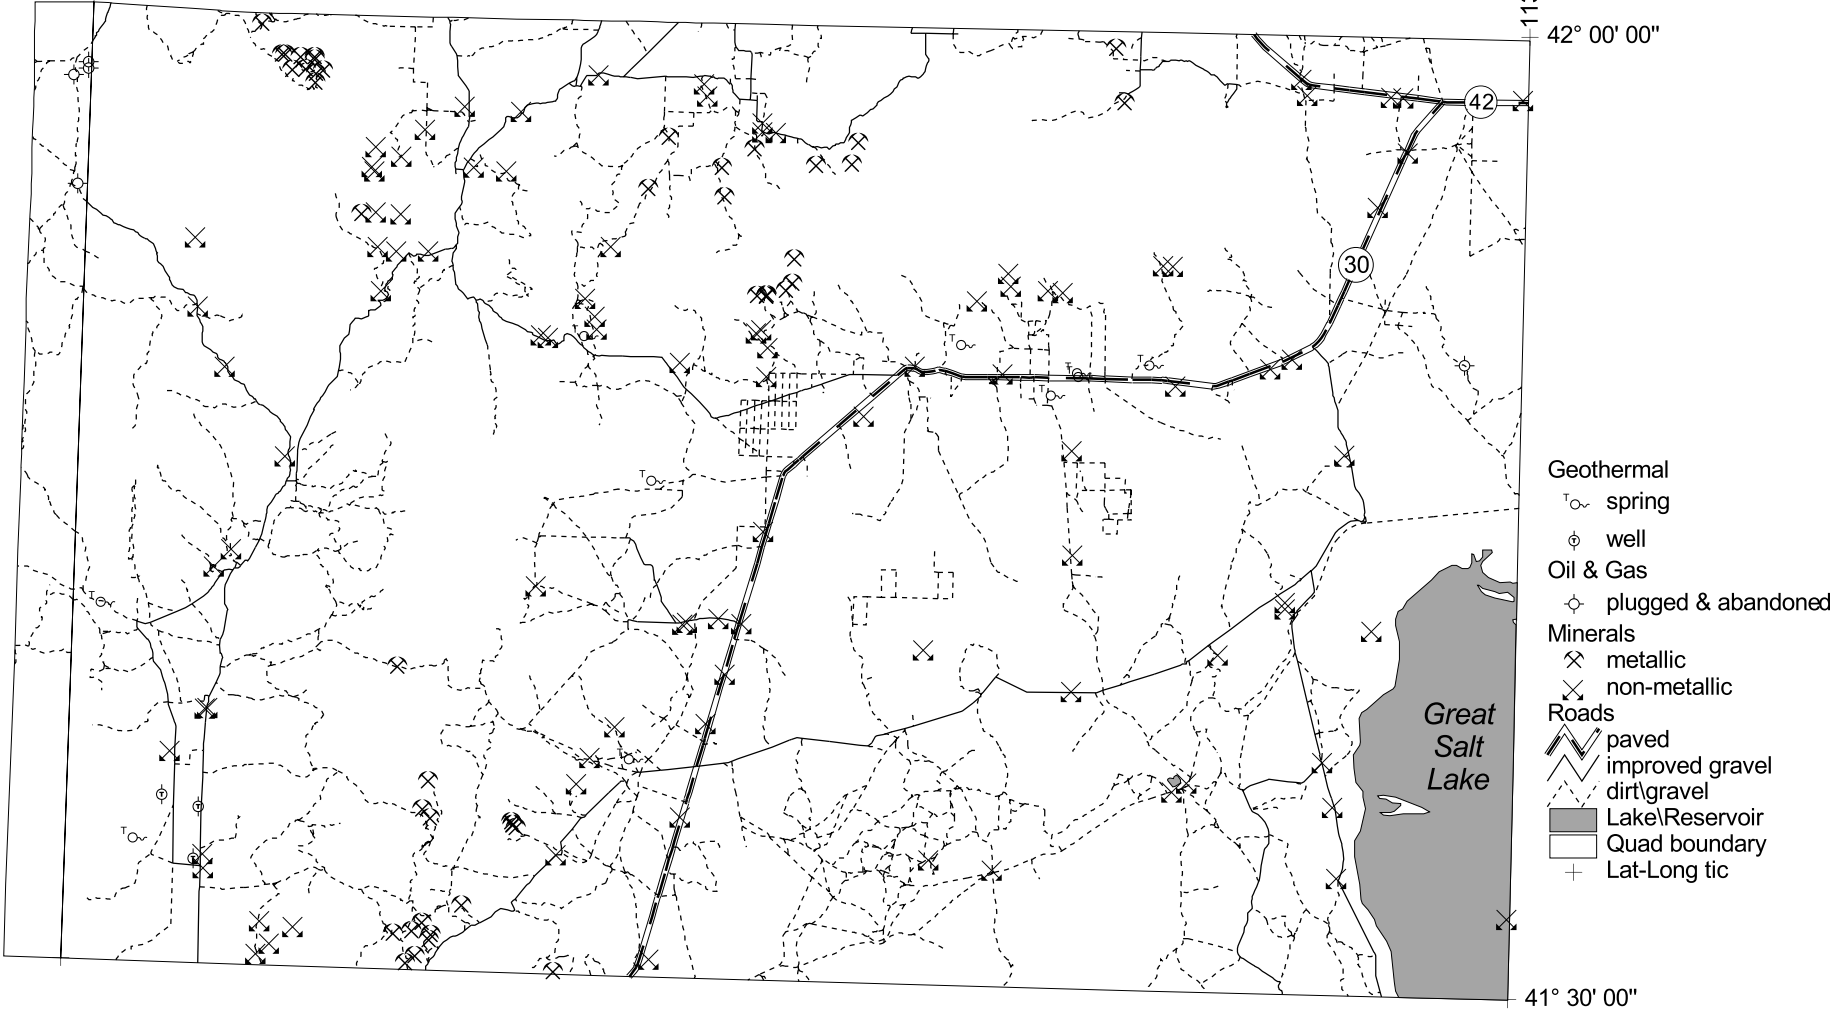 113
42° 00' 00"
42
30
Geothermal
T spring
T well
Oil & Gas
plugged & abandoned
Minerals
metallic
non-metallic
Roads
paved
improved gravel
dirt\gravel
Lake\Reservoir
Quad boundary
Lat-Long tic
Great
Salt
Lake
41° 30' 00"